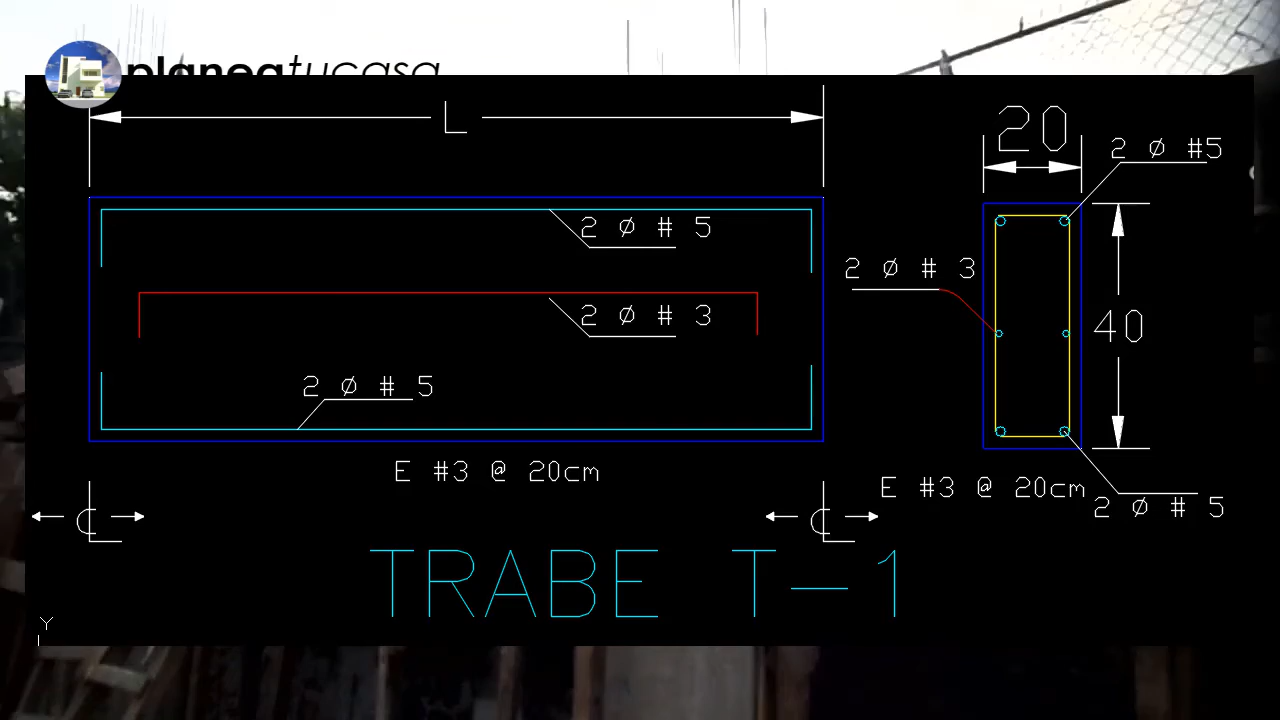 planeatucasa
L
2 ø # 5
2 ø # 3
2 ø # 5
E #3 @ 20cm
℄
℄
TRABE T-1
20
2 ø #5
2 ø # 3
40
E #3 @ 20cm
2 ø # 5
Y